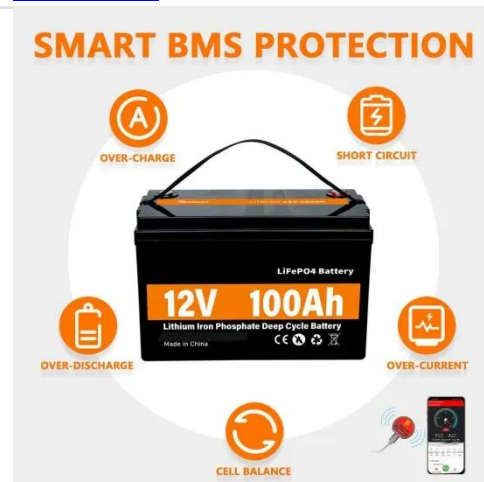 SMART BMS PROTECTION
A
OVER-CHARGE
SHORT CIRCUIT
LiFePO4 Battery
12V 100Ah
Lithium Iron Phosphate Deep Cycle Battery
Made in China
CE
OVER-DISCHARGE
OVER-CURRENT
CELL BALANCE